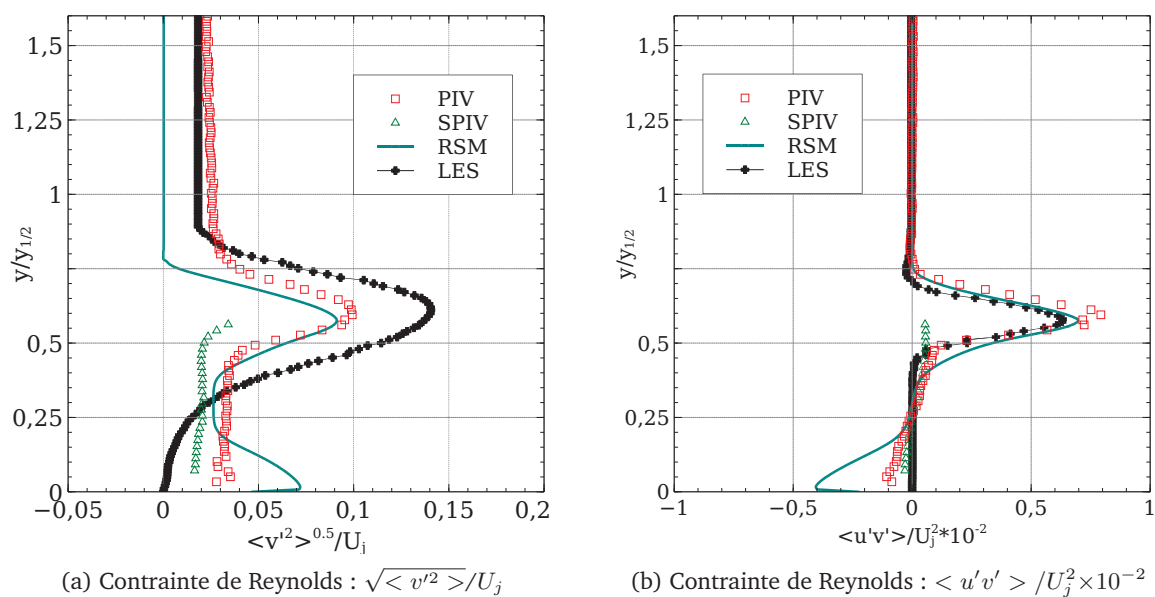 1,5
1,25
1
0,5
0,25
0
y/y1/2
PIV
SPIV
RSM
LES
−0,05 0 0,05 0,1 0,15 0,2
<v'²>⁰·⁵/Uj
(a) Contrainte de Reynolds : √< v′² >/Uj
1,5
1,25
1
0,5
0,25
0
y/y1/2
PIV
SPIV
RSM
LES
−1 −0,5 0 0,5 1
<u'v'>/Uj²*10⁻²
(b) Contrainte de Reynolds : < u′v′ > /Uj²×10⁻²